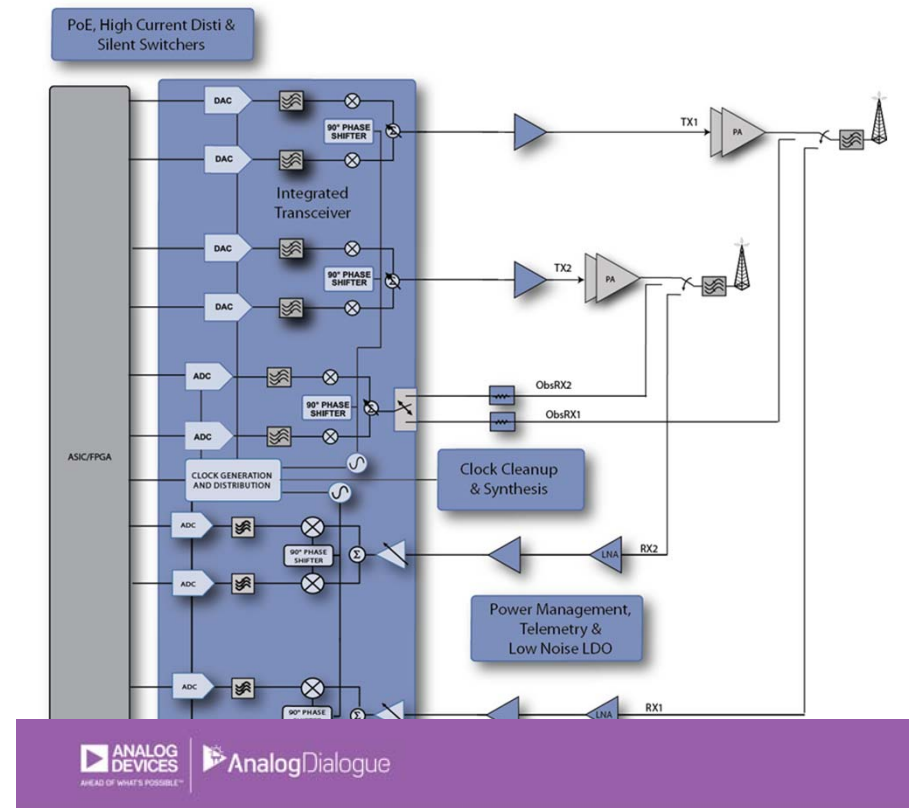 PoE, High Current Disti &
Silent Switchers
DAC
90° PHASE
SHIFTER
Σ
TX1
PA
DAC
Integrated
Transceiver
DAC
90° PHASE
SHIFTER
Σ
TX2
PA
DAC
ADC
ObsRX2
90° PHASE
SHIFTER
Σ
ObsRX1
ADC
ASIC/FPGA
CLOCK GENERATION
AND DISTRIBUTION
Clock Cleanup
& Synthesis
ADC
90° PHASE
SHIFTER
Σ
LNA
RX2
ADC
Power Management,
Telemetry &
Low Noise LDO
ADC
90° PHASE
Σ
LNA
RX1
ANALOG
DEVICES
AHEAD OF WHAT'S POSSIBLE™
AnalogDialogue